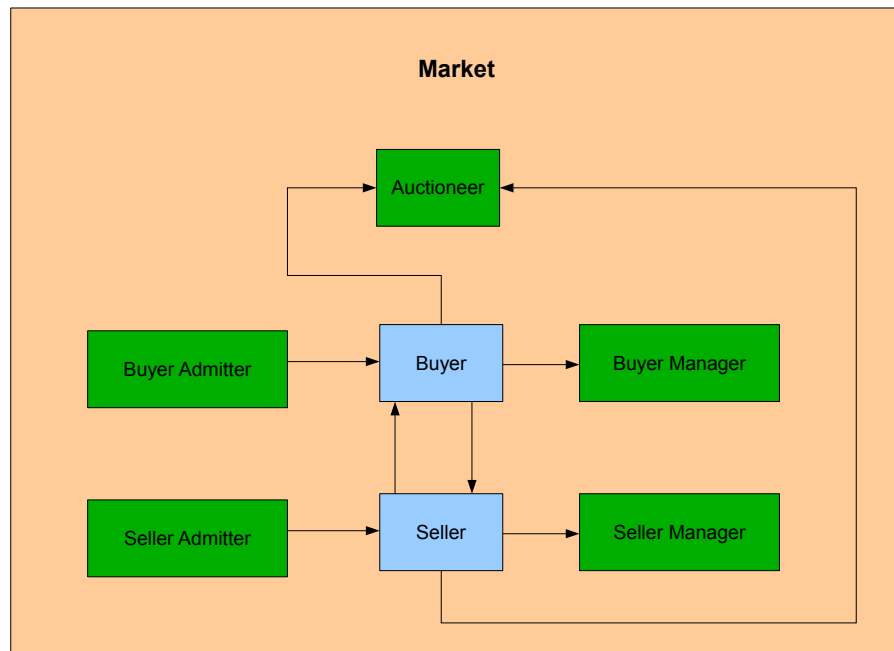 Market
Auctioneer
Buyer Admitter
Buyer
Buyer Manager
Seller Admitter
Seller
Seller Manager